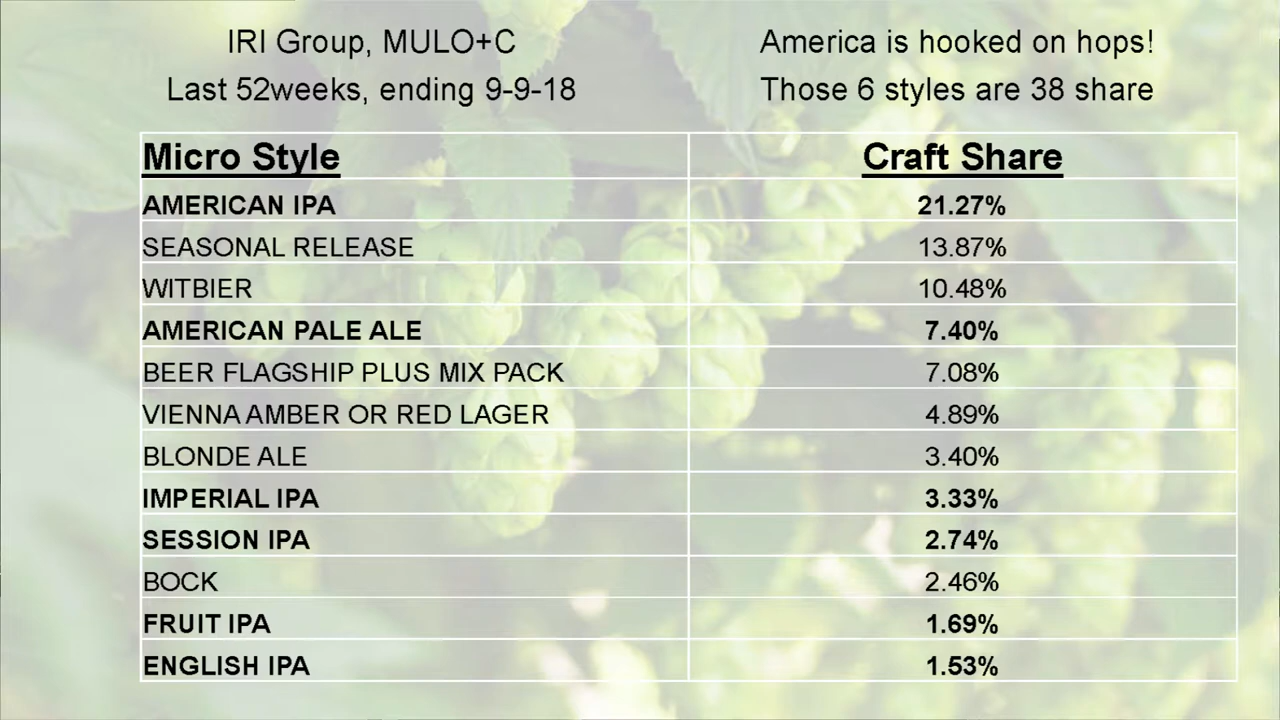 IRI Group, MULO+C
Last 52weeks, ending 9-9-18
America is hooked on hops!
Those 6 styles are 38 share
Micro Style Craft Share
AMERICAN IPA 21.27%
SEASONAL RELEASE 13.87%
WITBIER 10.48%
AMERICAN PALE ALE 7.40%
BEER FLAGSHIP PLUS MIX PACK 7.08%
VIENNA AMBER OR RED LAGER 4.89%
BLONDE ALE 3.40%
IMPERIAL IPA 3.33%
SESSION IPA 2.74%
BOCK 2.46%
FRUIT IPA 1.69%
ENGLISH IPA 1.53%